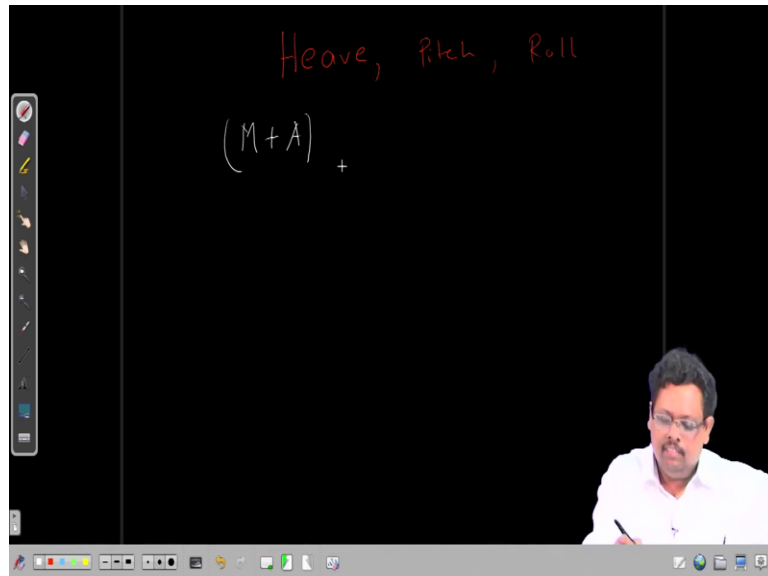 Heave, Pitch, Roll
(M + A)
+